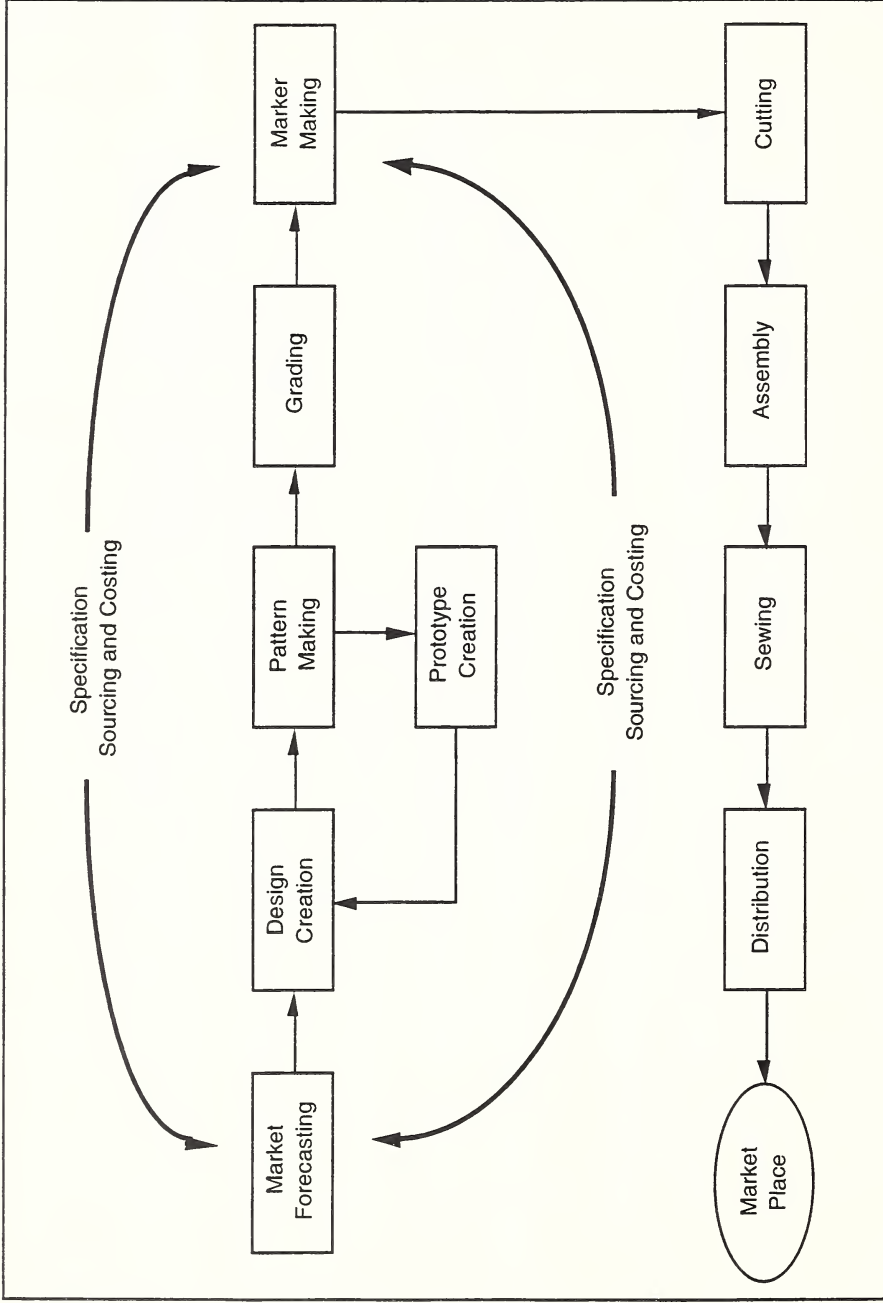 Specification
Sourcing and Costing
Market
Forecasting
Design
Creation
Pattern
Making
Grading
Marker
Making
Prototype
Creation
Specification
Sourcing and Costing
Market
Place
Distribution
Sewing
Assembly
Cutting